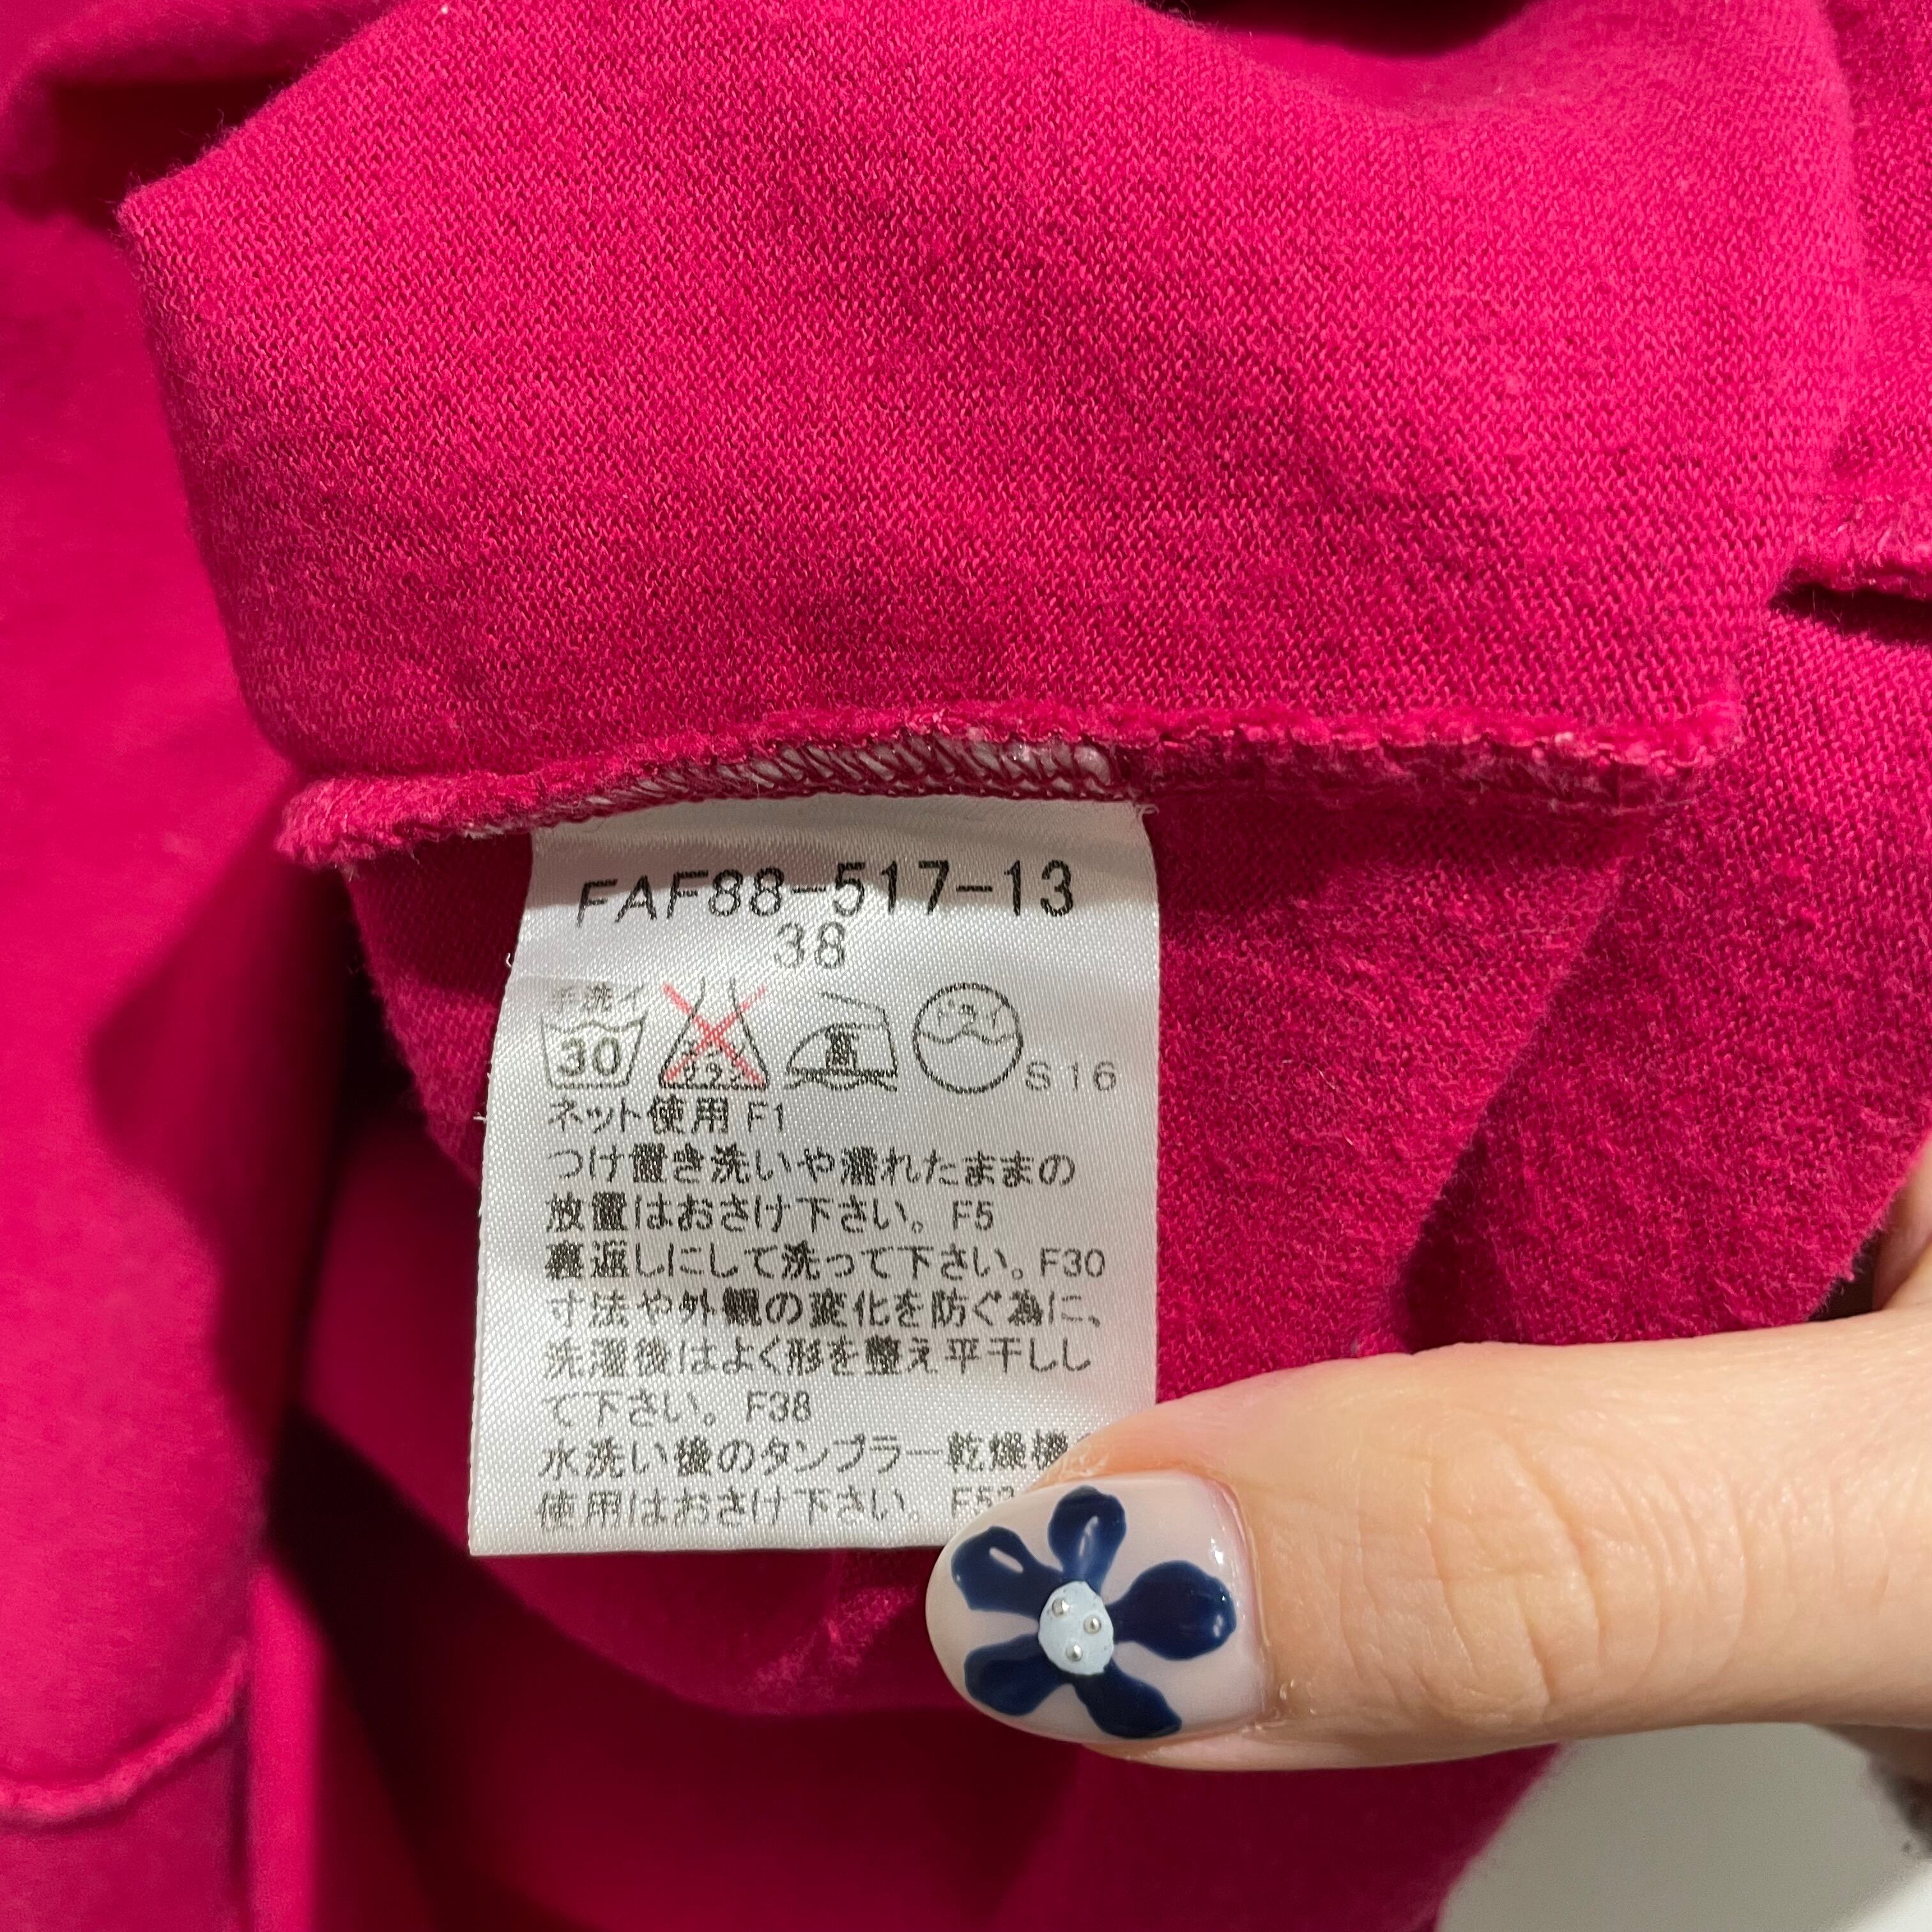 FAF88-517-13
38
手洗イ
30
中
ドライ
S16
ネット使用 F1
つけ置き洗いや濡れたままの
放置はおさけ下さい。F5
裏返しにして洗って下さい。F30
寸法や外観の変化を防ぐ為に、
洗濯後はよく形を整え平干しし
て下さい。F38
水洗い後のタンブラー乾燥機
使用はおさけ下さい。